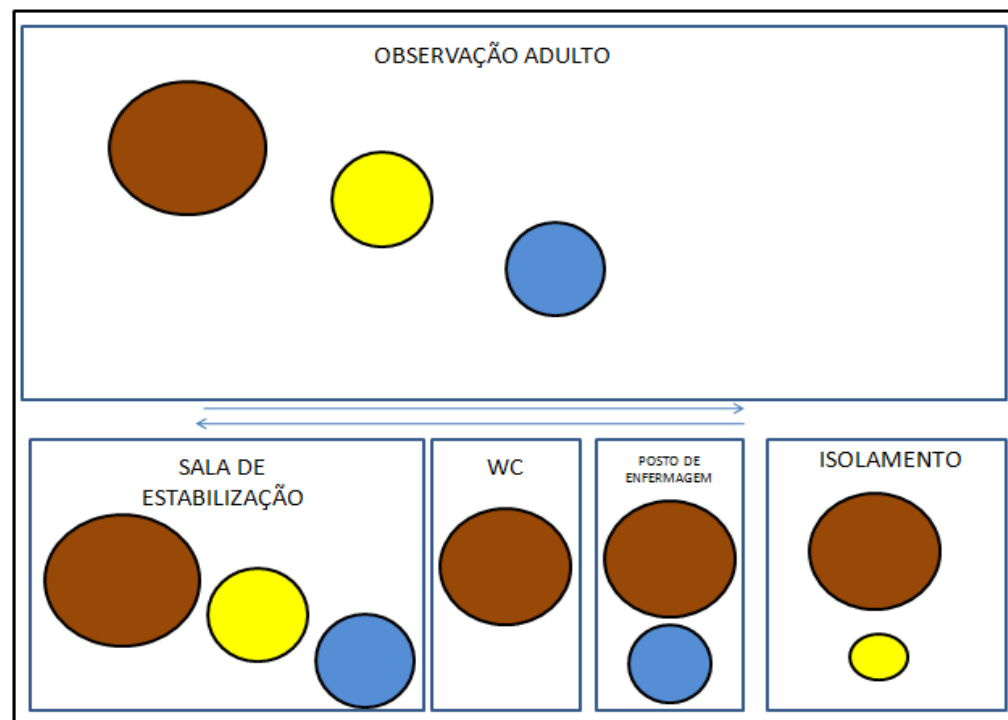 OBSERVAÇÃO ADULTO
SALA DE
ESTABILIZAÇÃO
WC
POSTO DE
ENFERMAGEM
ISOLAMENTO